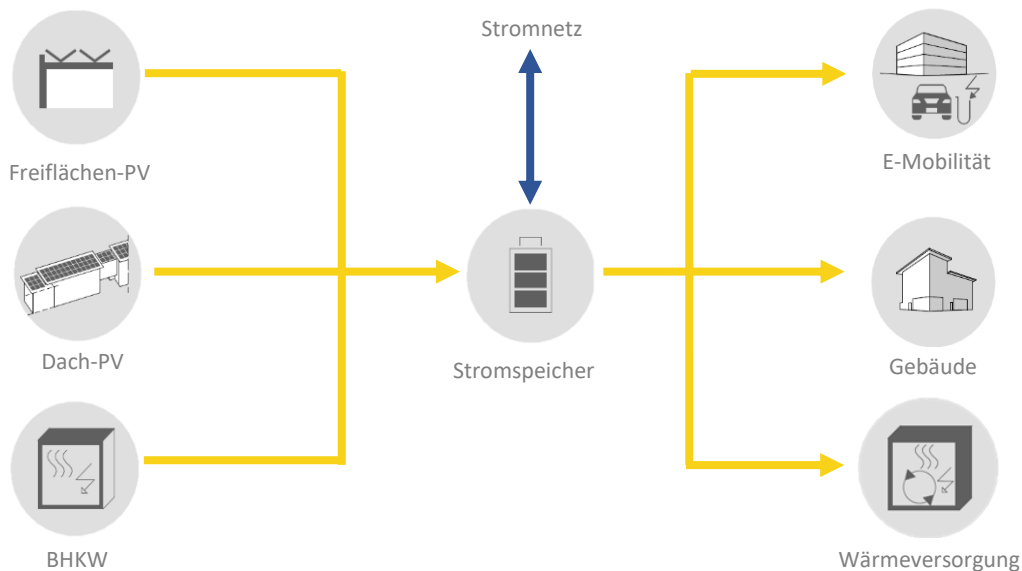 Stromnetz
Freiflächen-PV
E-Mobilität
Dach-PV
Stromspeicher
Gebäude
BHKW
Wärmeversorgung